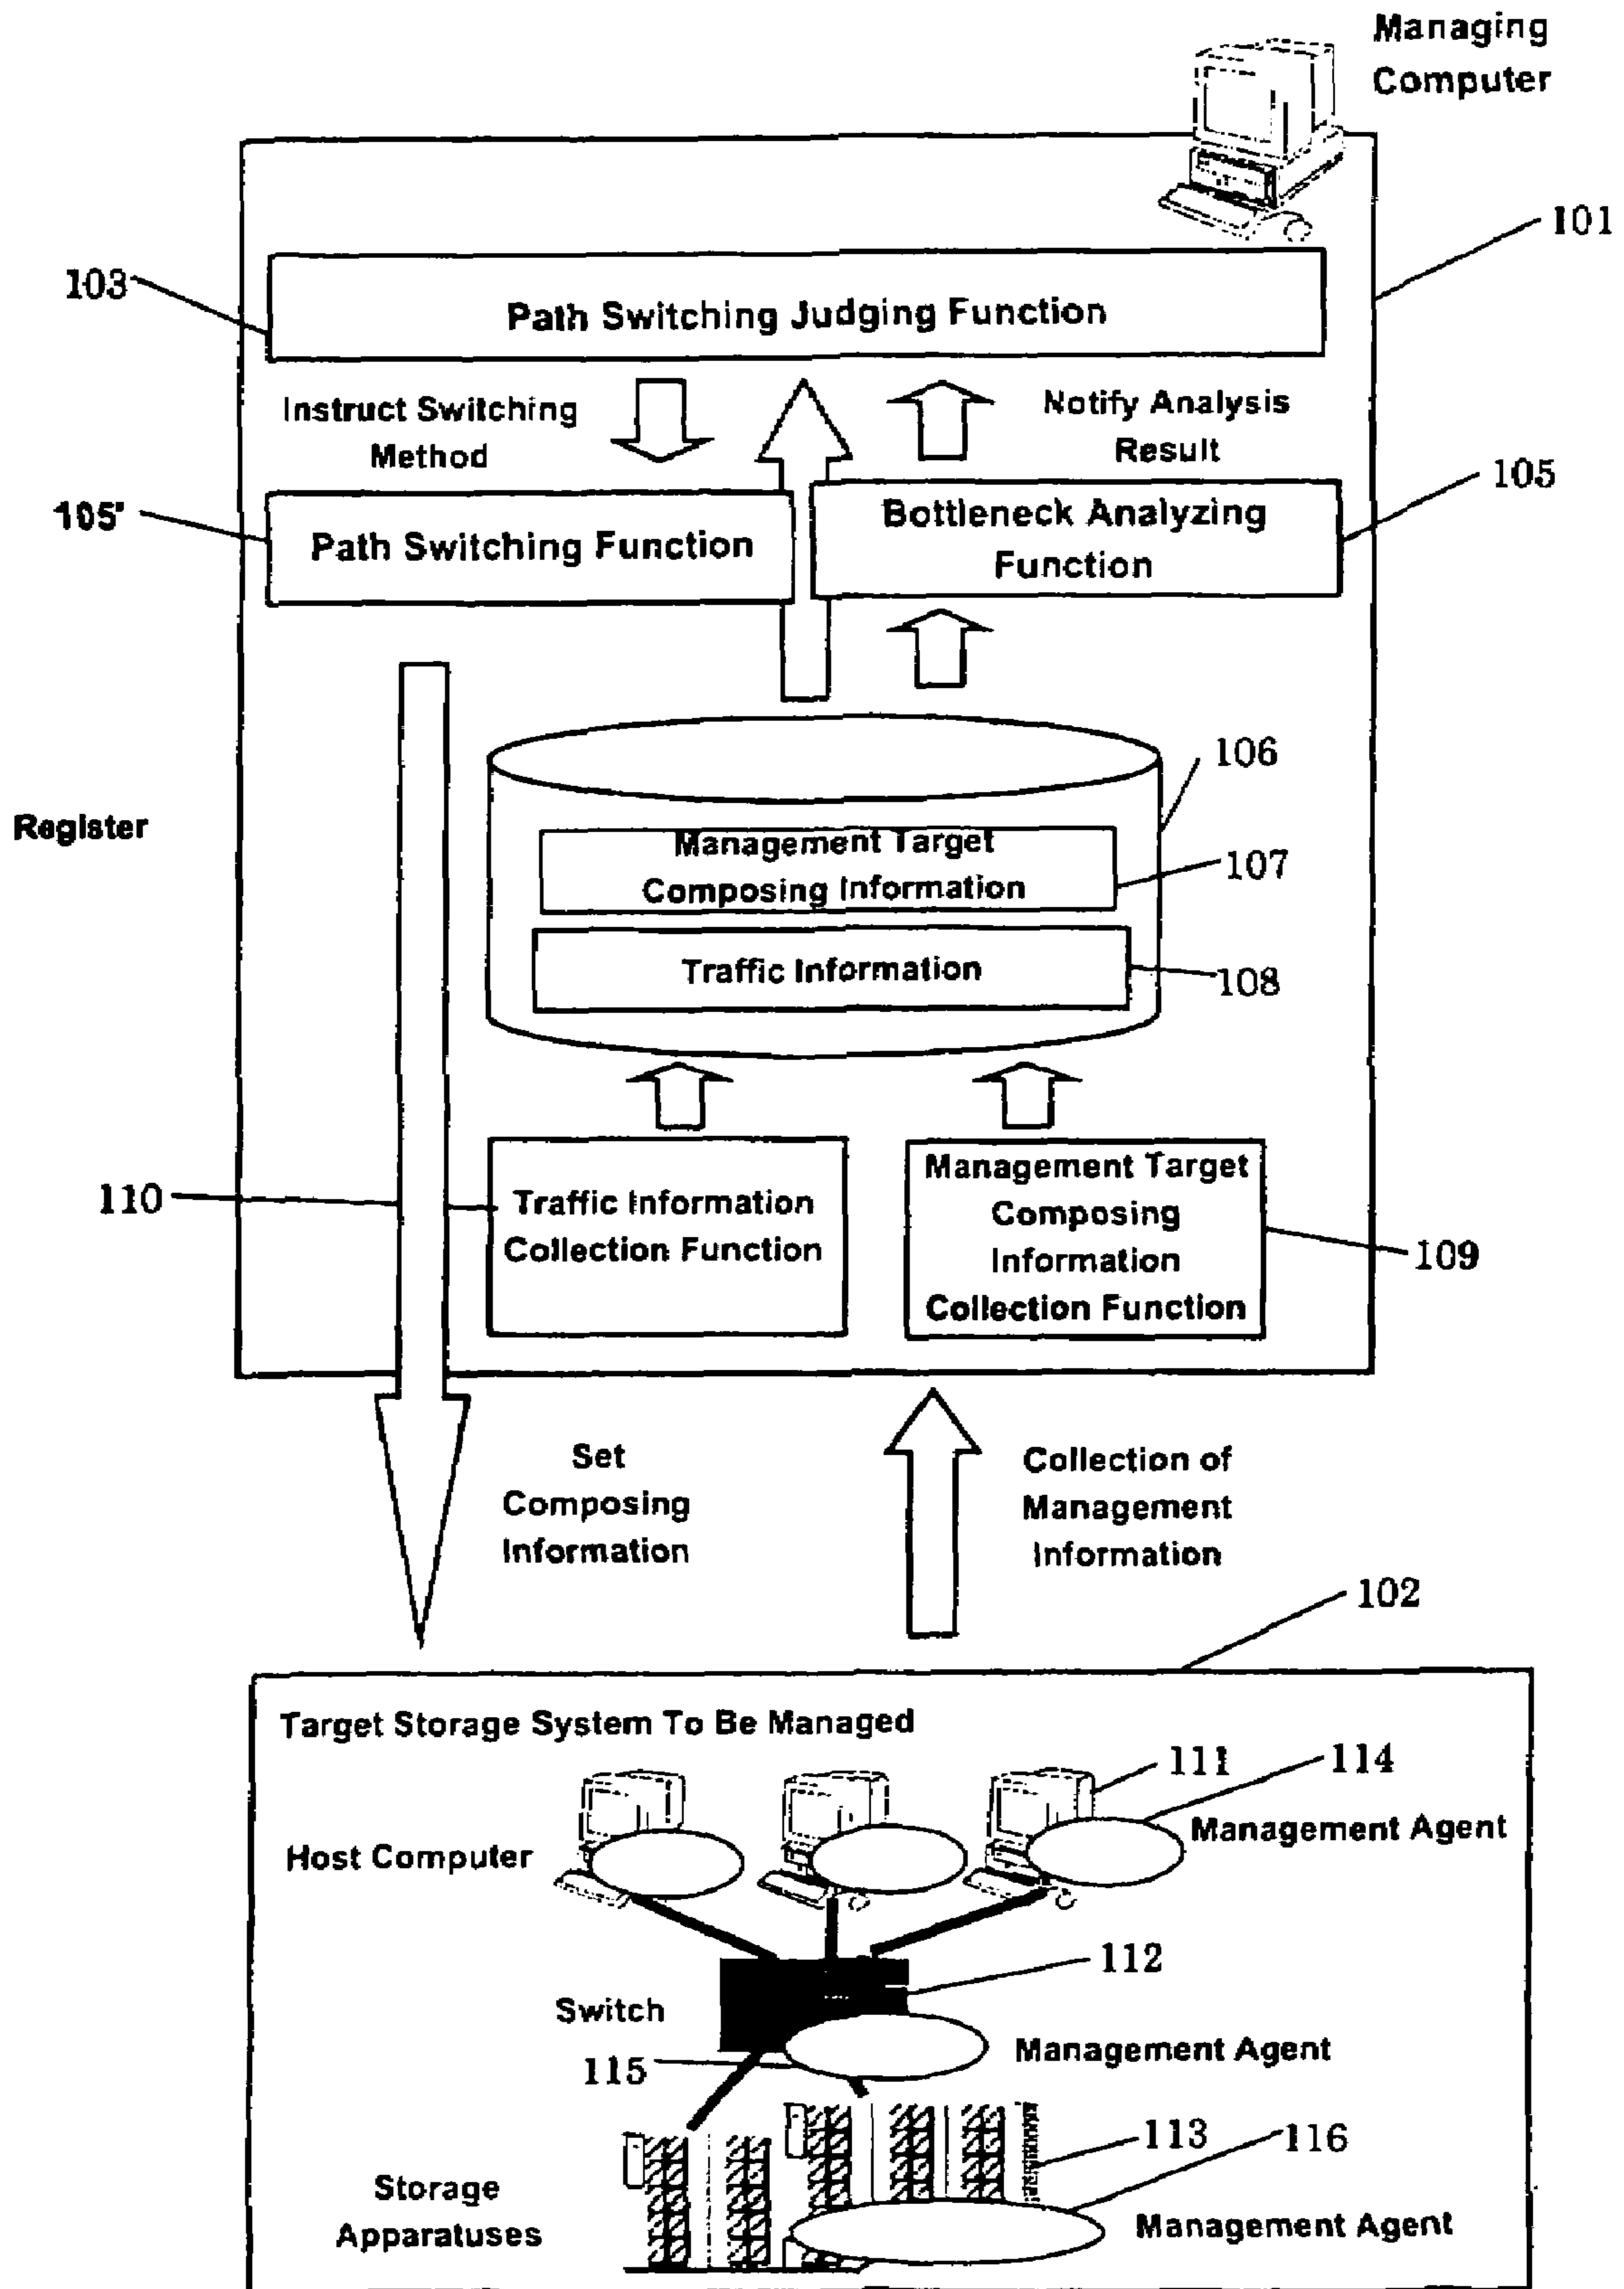 Managing
Computer
101
103
Path Switching Judging Function
Instruct Switching
Method
Notify Analysis
Result
105
105'
Path Switching Function
Bottleneck Analyzing
Function
106
Register
Management Target
Composing Information
107
Traffic Information
108
110
Traffic Information
Collection Function
Management Target
Composing
Information
Collection Function
109
Set
Composing
Information
Collection of
Management
Information
102
Target Storage System To Be Managed
111
114
Host Computer
Management Agent
112
Switch
115
Management Agent
113
116
Storage
Apparatuses
Management Agent